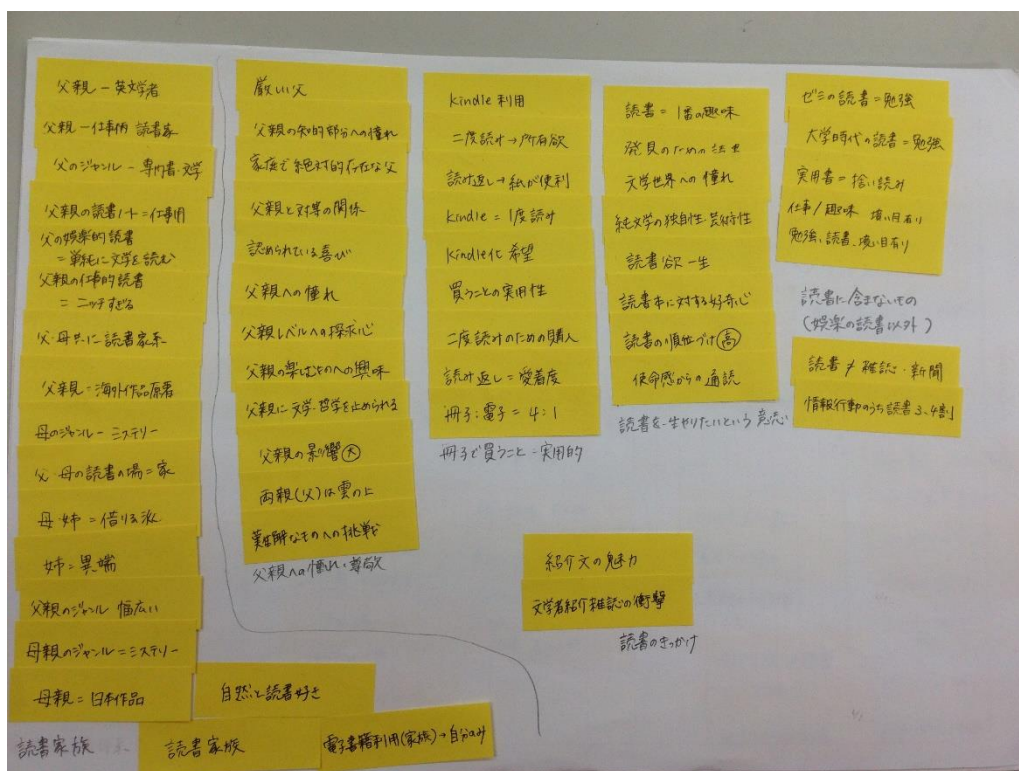 父親ー英文学者
父親ー仕事柄 読書家
父のジャンルー専門書・文学
父親の読書ノート=仕事用
父の娯楽的読書
=単純に文学を読む
父親の仕事的読書
=ニッチすぎる
父・母共に読書家系
父親=海外作品原著
母のジャンルーミステリー
父・母の読書の場=家
母・姉=借りる派
姉=異端
父親のジャンル 幅広い
母親のジャンル=ミステリー
母親=日本作品
自然と読書好き
読書家族
読書家族
電子書籍利用(家族)→自分のみ
厳しい父
父親の知的部分への憧れ
家庭で絶対的存在な父
父親と対等の関係
認められている喜び
父親への憧れ
父親レベルへの探求心
父親の楽しむものへの興味
父親に文学・哲学を止められる
父親の影響大
両親(父)は雲の上
難解なものへの挑戦
父親への憧れ・尊敬
Kindle利用
二度読み→所有欲
読み返し→紙が便利
Kindle=1度読み
Kindle化希望
買うことの実用性
二度読みのための購入
読み返し=愛着度
冊子:電子=4:1
冊子で買うこと=実用的
読書=1番の趣味
発見のための
文学世界への憧れ
純文学の独自性・芸術性
読書欲一生
読書本に対する好奇心
読書の順位づけ高
使命感からの通読
読書を一生やりたいという意志
紹介文の魅力
文学者紹介雑誌の衝撃
読書のきっかけ
ゼミの読書=勉強
大学時代の読書=勉強
実用書=拾い読み
仕事/趣味 境い目有り
勉強、読書、境い目有り
読書に含まないもの
(娯楽の読書以外)
読書≠雑誌・新聞
情報行動のうち読書3、4割